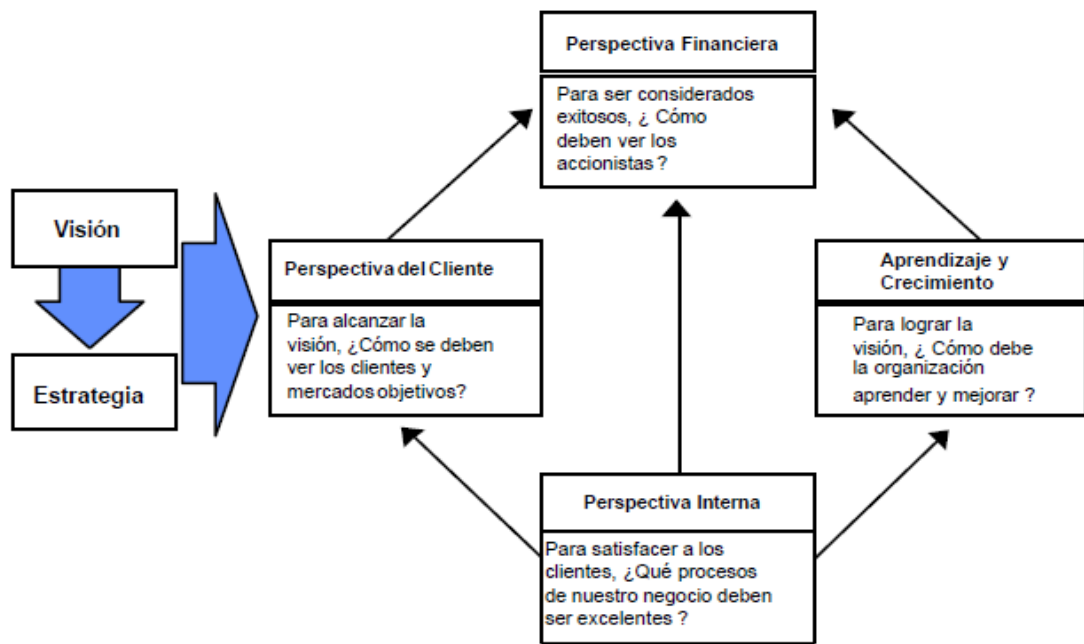 Perspectiva Financiera
Para ser considerados
exitosos, ¿ Cómo
deben ver los
accionistas ?
Visión
Estrategia
Perspectiva del Cliente
Para alcanzar la
visión, ¿Cómo se deben
ver los clientes y
mercados objetivos?
Aprendizaje y
Crecimiento
Para lograr la
visión, ¿ Cómo debe
la organización
aprender y mejorar ?
Perspectiva Interna
Para satisfacer a los
clientes, ¿Qué procesos
de nuestro negocio deben
ser excelentes ?